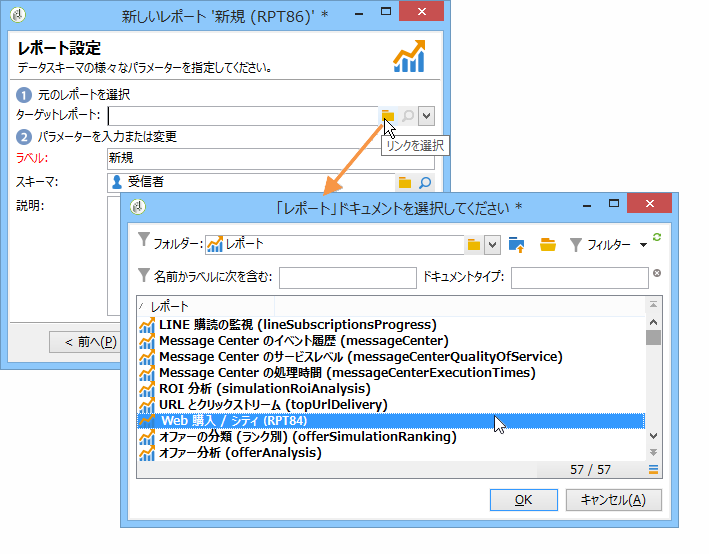 新しいレポート '新規 (RPT86)' *
レポート設定
データスキーマの様々なパラメーターを指定してください。
1 元のレポートを選択
ターゲットレポート:
リンクを選択
2 パラメーターを入力または変更
ラベル: 新規
スキーマ: 受信者
説明:
< 前へ(P)
「レポート」ドキュメントを選択してください *
フォルダー: レポート フィルター
名前かラベルに次を含む: ドキュメントタイプ:
レポート
LINE 購読の監視 (lineSubscriptionsProgress)
Message Center のイベント履歴 (messageCenter)
Message Center のサービスレベル (messageCenterQualityOfService)
Message Center の処理時間 (messageCenterExecutionTimes)
ROI 分析 (simulationRoiAnalysis)
URL とクリックストリーム (topUrlDelivery)
Web 購入 / シティ (RPT84)
オファーの分類 (ランク別) (offerSimulationRanking)
オファー分析 (offerAnalysis)
57 / 57
OK キャンセル(A)